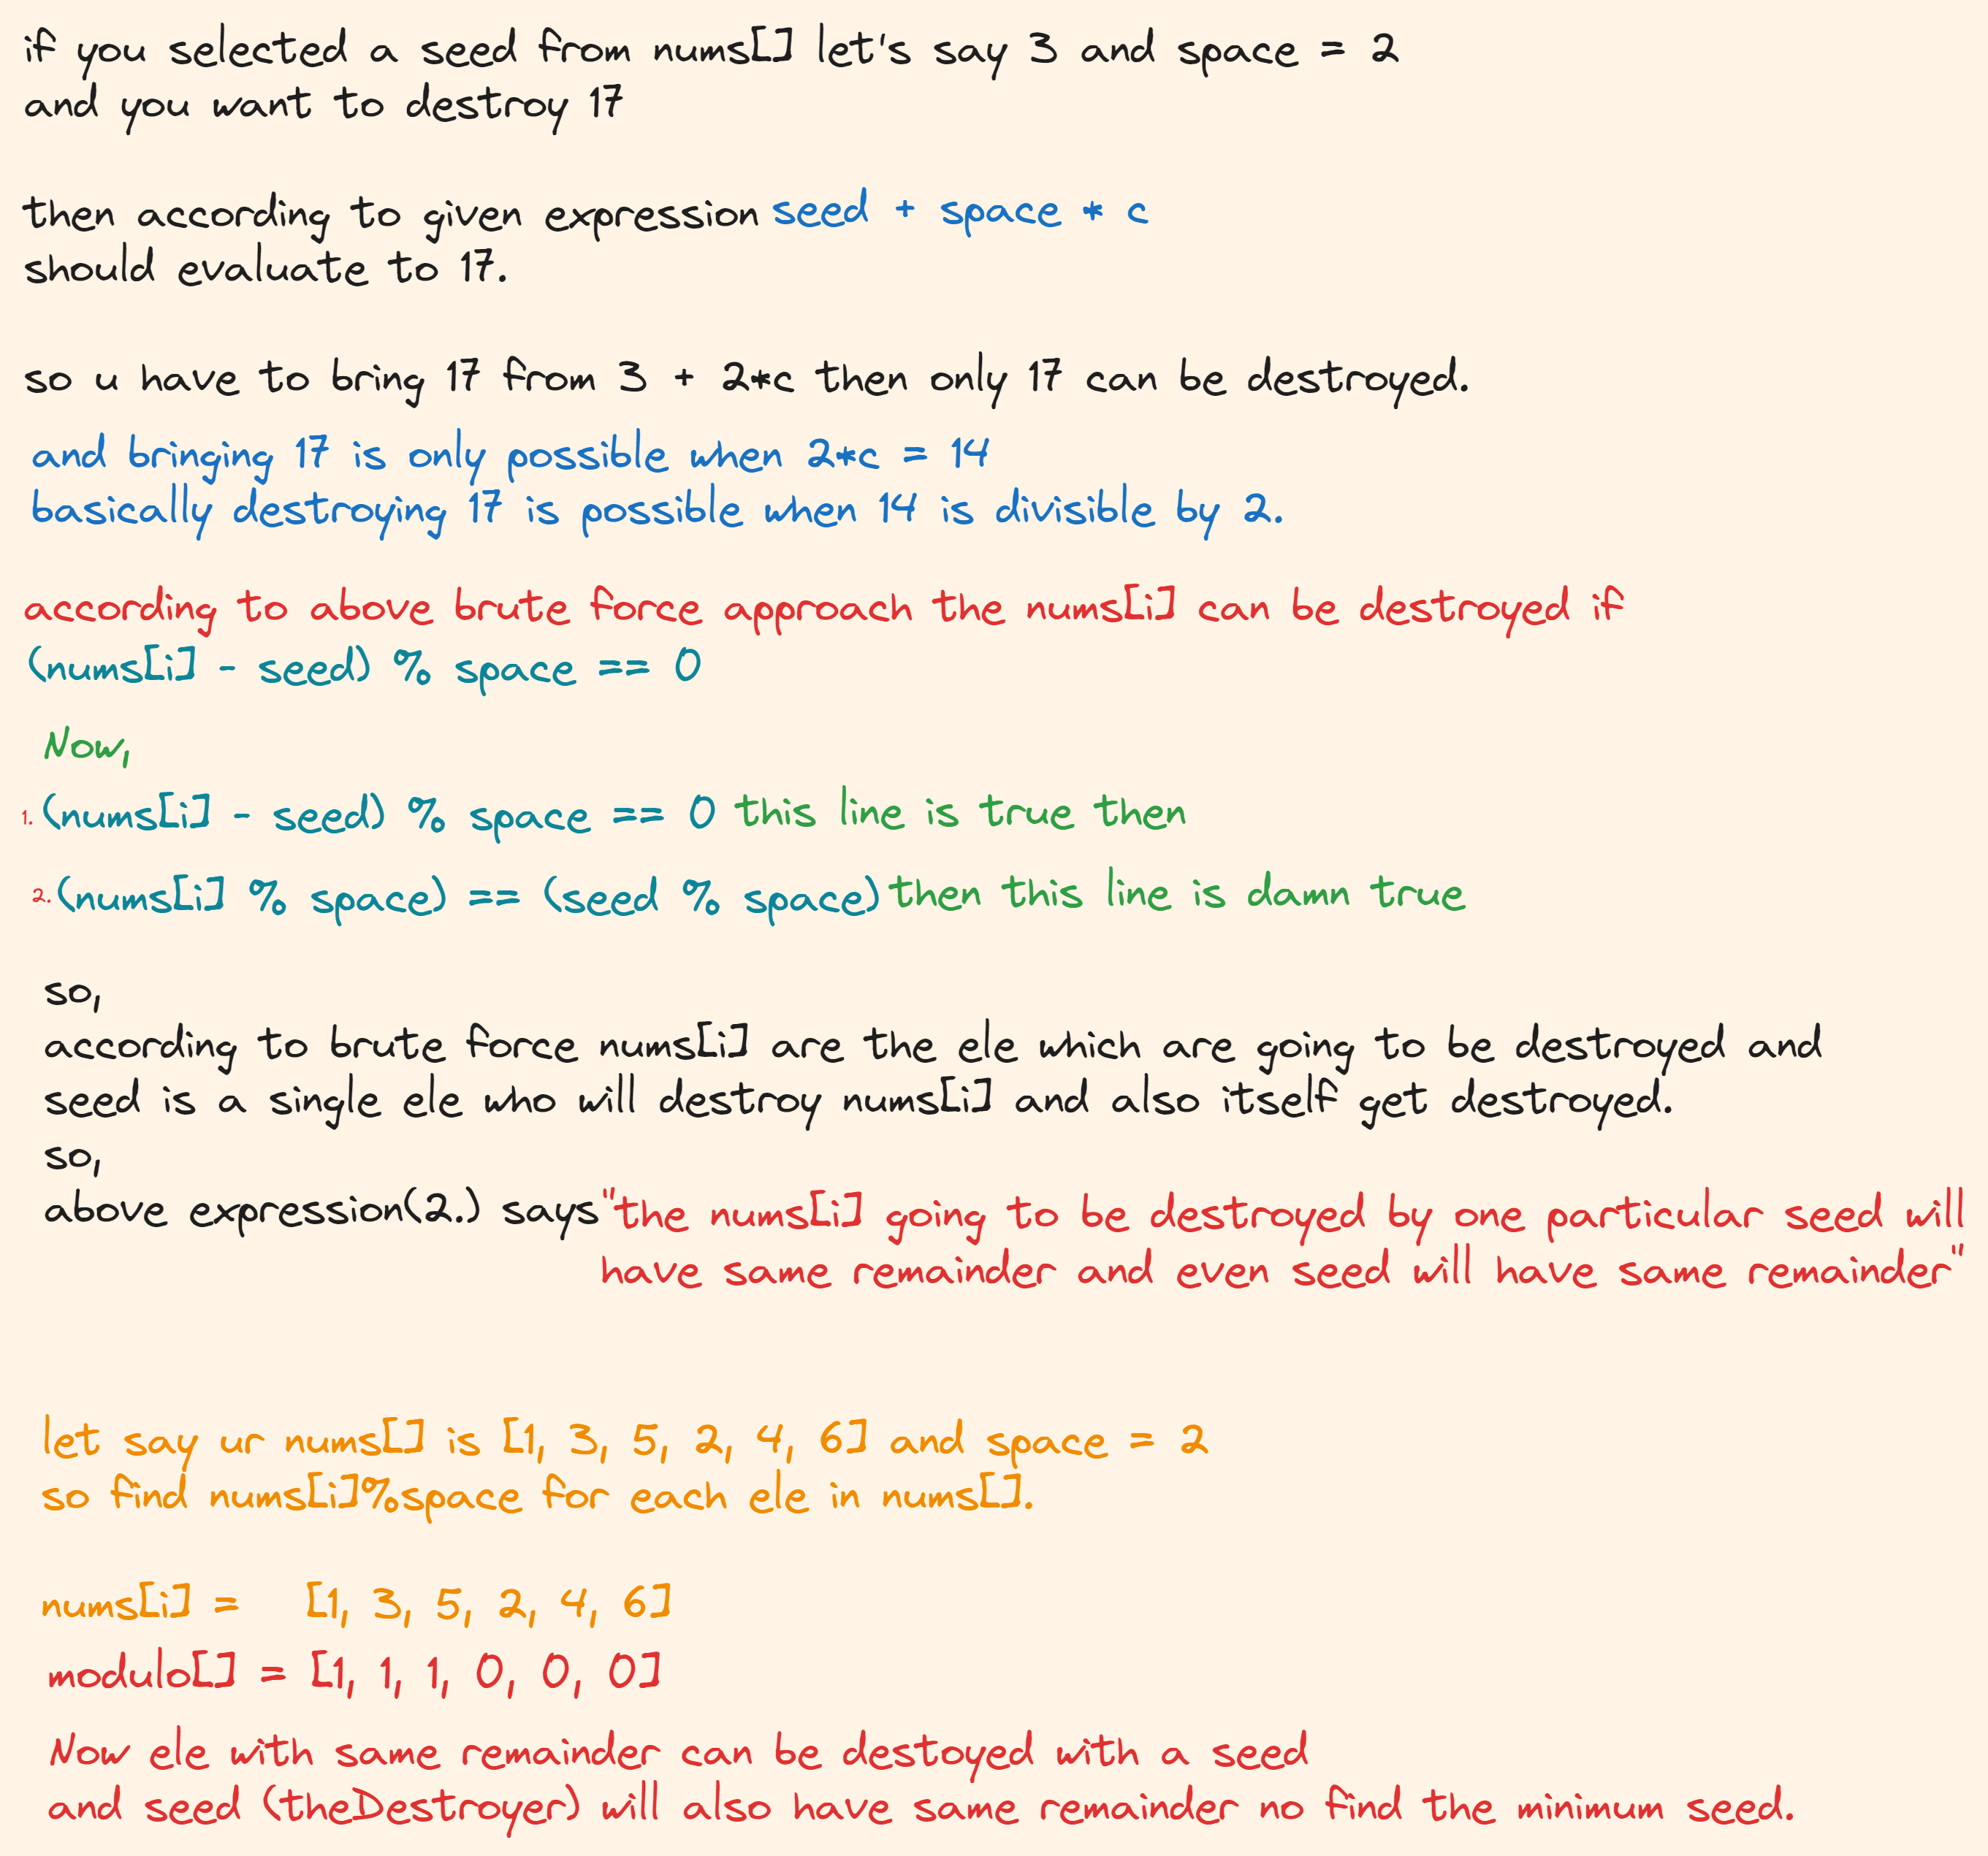 if you selected a seed from nums[] let's say 3 and space = 2
and you want to destroy 17
then according to given expression seed + space * c
should evaluate to 17.
so u have to bring 17 from 3 + 2*c then only 17 can be destroyed.
and bringing 17 is only possible when 2*c = 14
basically destroying 17 is possible when 14 is divisible by 2.
according to above brute force approach the nums[i] can be destroyed if
(nums[i] - seed) % space == 0
Now,
1. (nums[i] - seed) % space == 0 this line is true then
2. (nums[i] % space) == (seed % space) then this line is damn true
so,
according to brute force nums[i] are the ele which are going to be destroyed and
seed is a single ele who will destroy nums[i] and also itself get destroyed.
so,
above expression(2.) says "the nums[i] going to be destroyed by one particular seed will
have same remainder and even seed will have same remainder"
let say ur nums[] is [1, 3, 5, 2, 4, 6] and space = 2
so find nums[i]%space for each ele in nums[].
nums[i] = [1, 3, 5, 2, 4, 6]
modulo[] = [1, 1, 1, 0, 0, 0]
Now ele with same remainder can be destoyed with a seed
and seed (theDestroyer) will also have same remainder no find the minimum seed.